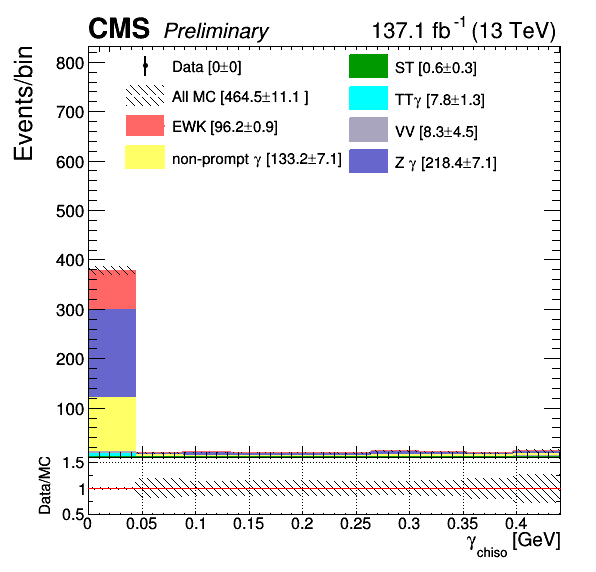 CMS Preliminary 137.1 fb⁻¹ (13 TeV)
Events/bin
Data [0±0]
All MC [464.5±11.1 ]
EWK [96.2±0.9]
non-prompt γ [133.2±7.1]
ST [0.6±0.3]
TTγ [7.8±1.3]
VV [8.3±4.5]
Z γ [218.4±7.1]
800
700
600
500
400
300
200
100
Data/MC
1.5
1
0.5
0 0.05 0.1 0.15 0.2 0.25 0.3 0.35 0.4
γchiso [GeV]